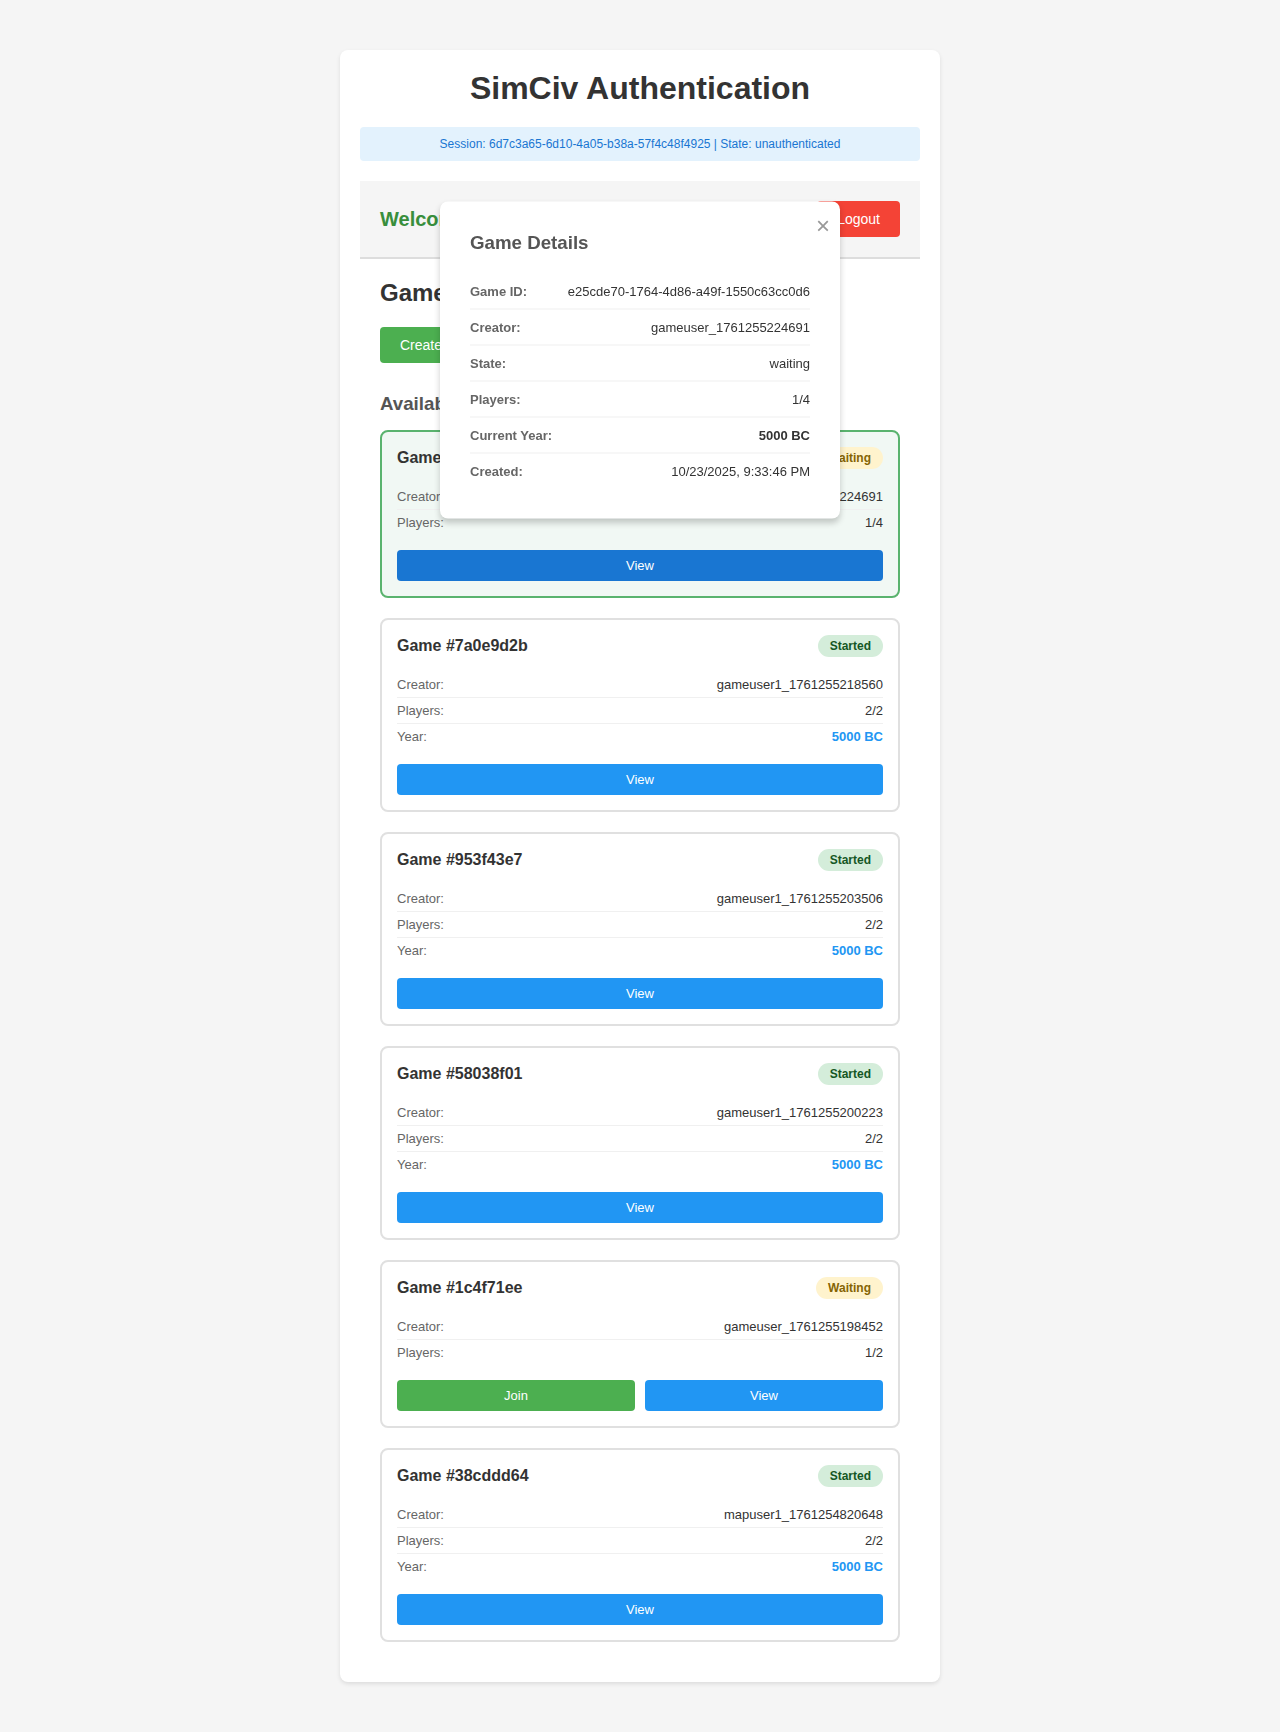 SimCiv Authentication
Session: 6d7c3a65-6d10-4a05-b38a-57f4c48f4925 | State: unauthenticated
Logout
×
Game Details
Game ID: e25cde70-1764-4d86-a49f-1550c63cc0d6
Game
Creator: gameuser_1761255224691
Create
State: waiting
Players: 1/4
Current Year: 5000 BC
Game
Created: 10/23/2025, 9:33:46 PM
Creator 224691
Players: 1/4
View
Game #7a0e9d2b Started
Creator: gameuser1_1761255218560
Players: 2/2
Year: 5000 BC
View
Game #953f43e7 Started
Creator: gameuser1_1761255203506
Players: 2/2
Year: 5000 BC
View
Game #58038f01 Started
Creator: gameuser1_1761255200223
Players: 2/2
Year: 5000 BC
View
Game #1c4f71ee Waiting
Creator: gameuser_1761255198452
Players: 1/2
Join View
Game #38cddd64 Started
Creator: mapuser1_1761254820648
Players: 2/2
Year: 5000 BC
View